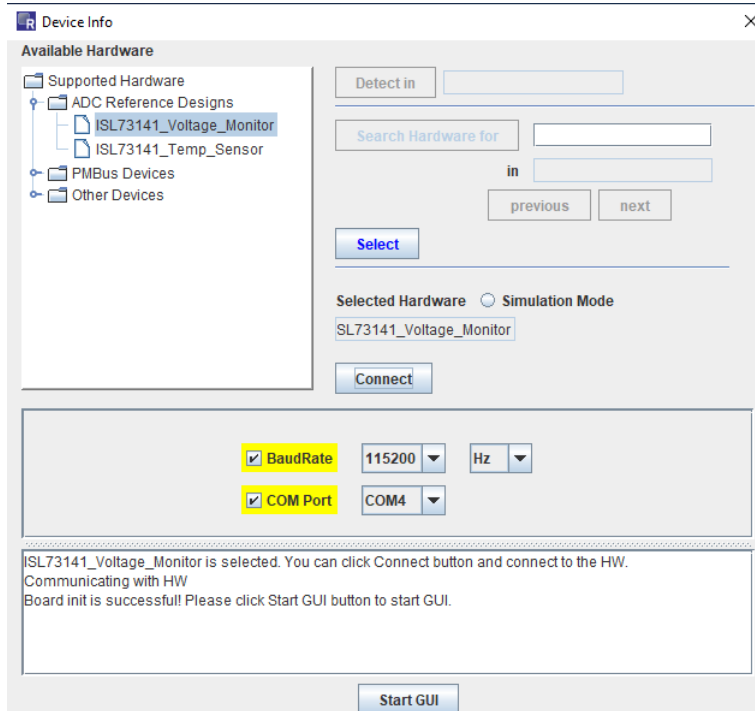 Device Info
Available Hardware
Supported Hardware
ADC Reference Designs
ISL73141_Voltage_Monitor
ISL73141_Temp_Sensor
PMBus Devices
Other Devices
Detect in
Search Hardware for
in
previous next
Select
Selected Hardware Simulation Mode
SL73141_Voltage_Monitor
Connect
BaudRate 115200 Hz
COM Port COM4
ISL73141_Voltage_Monitor is selected. You can click Connect button and connect to the HW.
Communicating with HW
Board init is successful! Please click Start GUI button to start GUI.
Start GUI